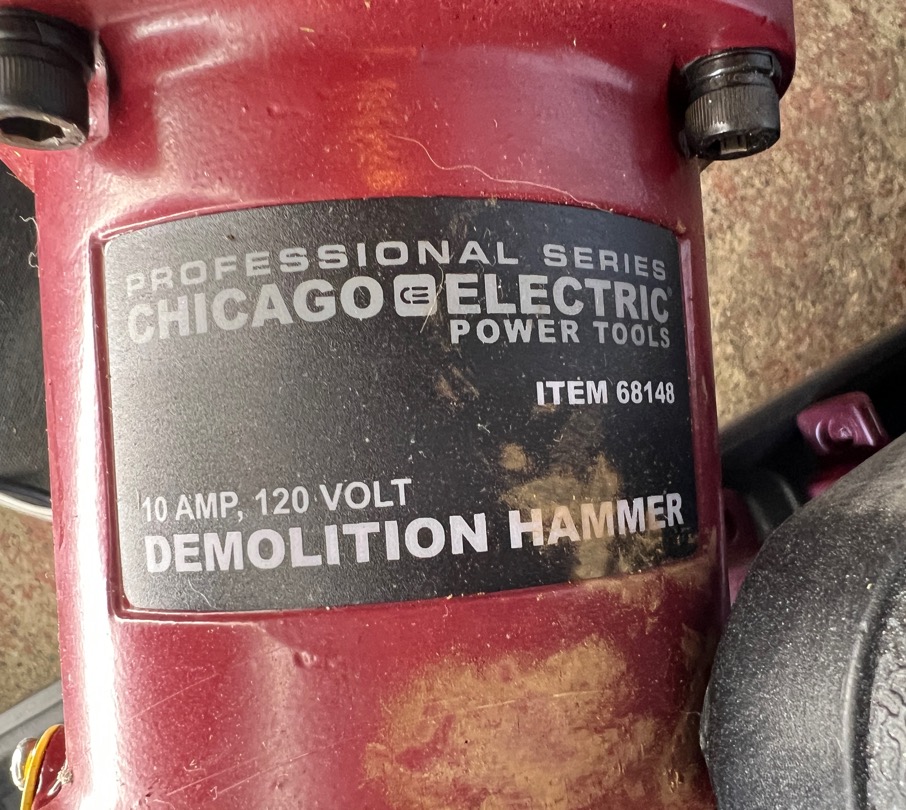 PROFESSIONAL SERIES
CHICAGO ELECTRIC
POWER TOOLS
ITEM 68148
10 AMP, 120 VOLT
DEMOLITION HAMMER